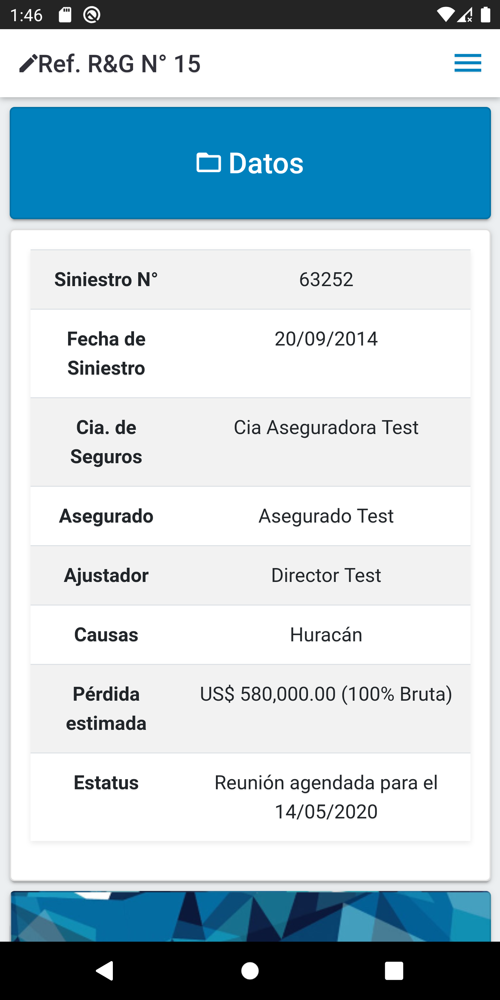 1:46
Ref. R&G N° 15
Datos
Siniestro N° 63252
Fecha de 20/09/2014
Siniestro
Cia. de Cia Aseguradora Test
Seguros
Asegurado Asegurado Test
Ajustador Director Test
Causas Huracán
Pérdida US$ 580,000.00 (100% Bruta)
estimada
Estatus Reunión agendada para el
14/05/2020